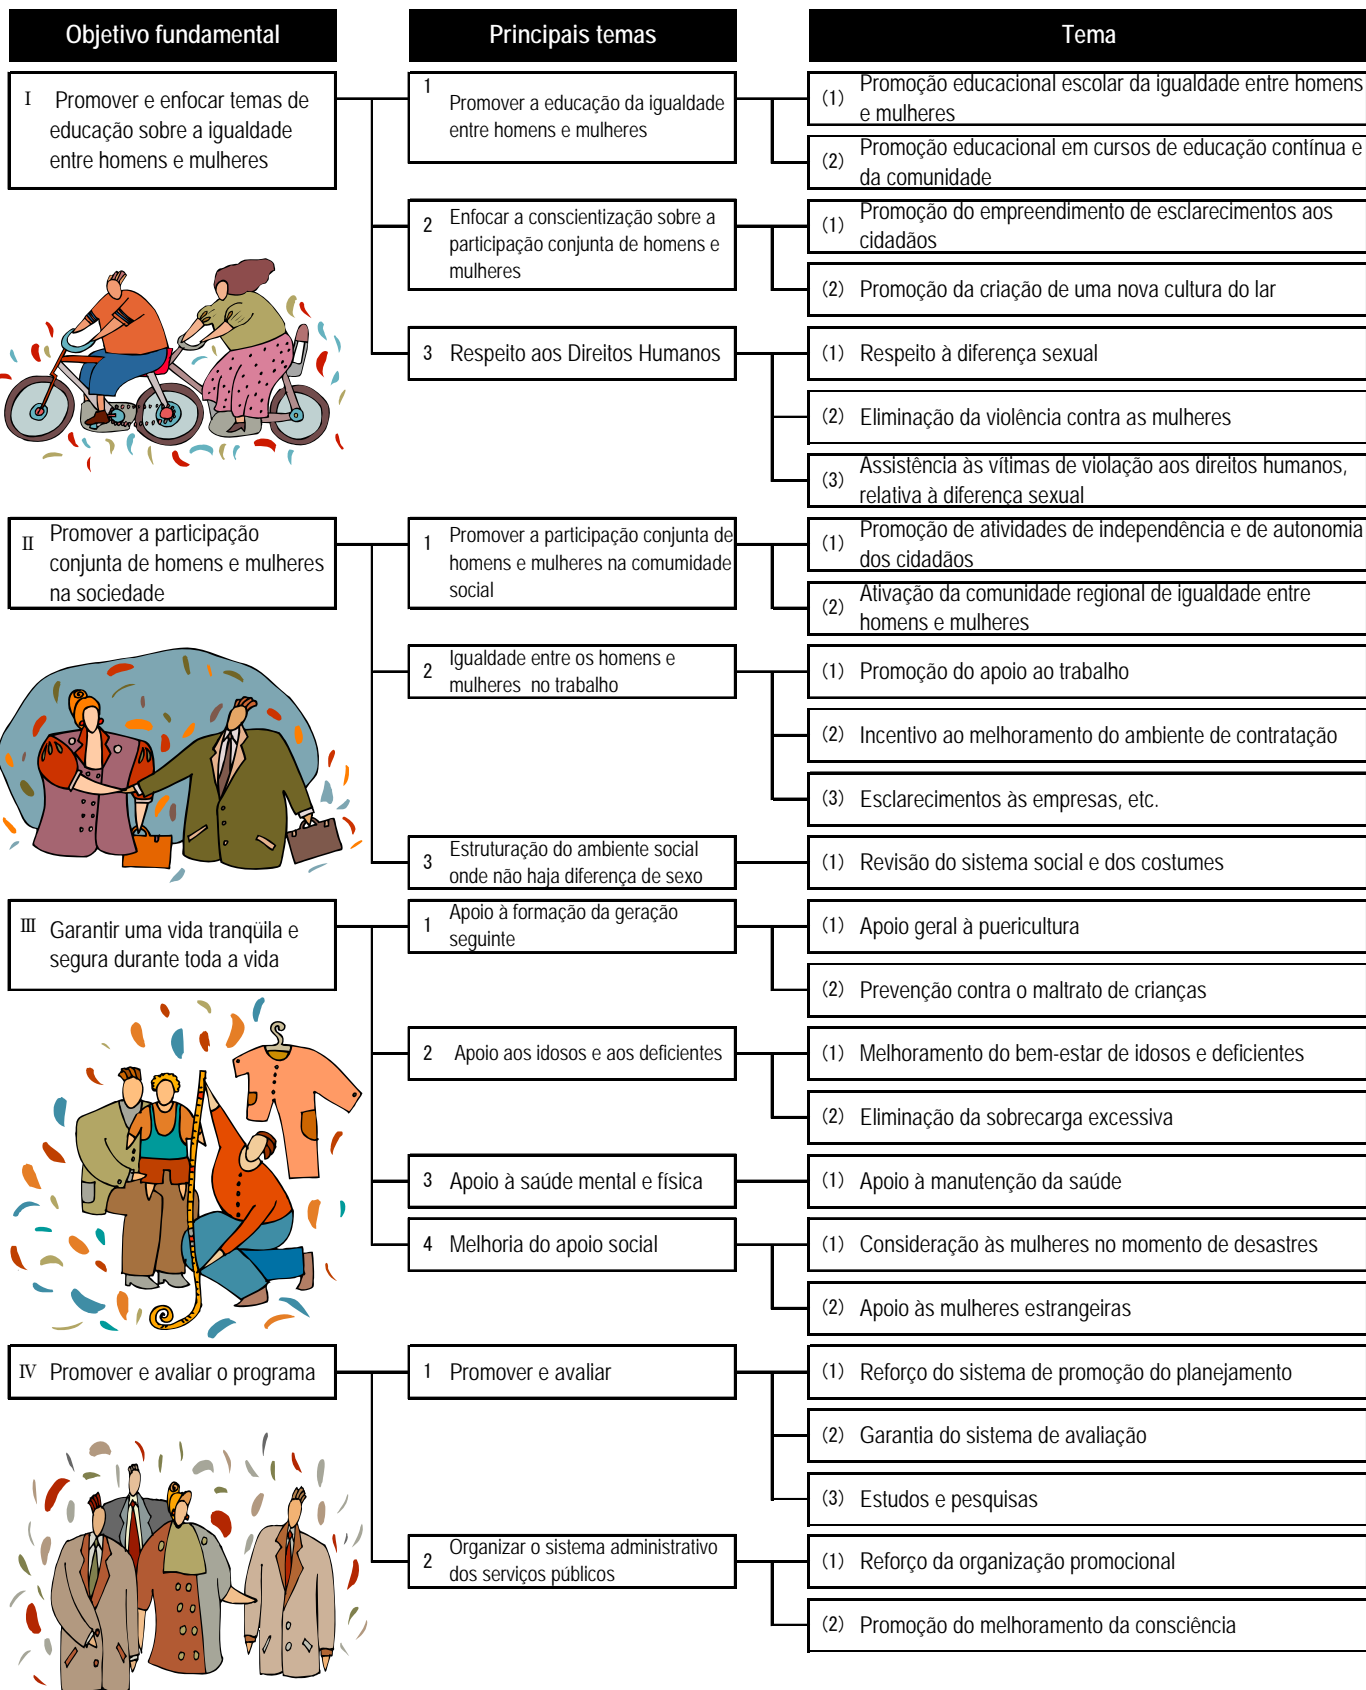 Objetivo fundamental
Principais temas
Tema
I Promover e enfocar temas de
educação sobre a igualdade
entre homens e mulheres
1
Promover a educação da igualdade
entre homens e mulheres
(1) Promoção educacional escolar da igualdade entre homens
e mulheres
(2) Promoção educacional em cursos de educação contínua e
da comunidade
2 Enfocar a conscientização sobre a
participação conjunta de homens e
mulheres
(1) Promoção do empreendimento de esclarecimentos aos
cidadãos
(2) Promoção da criação de uma nova cultura do lar
3 Respeito aos Direitos Humanos
(1) Respeito à diferença sexual
(2) Eliminação da violência contra as mulheres
(3) Assistência às vítimas de violação aos direitos humanos,
relativa à diferença sexual
II Promover a participação
conjunta de homens e mulheres
na sociedade
1 Promover a participação conjunta de
homens e mulheres na comumidade
social
(1) Promoção de atividades de independência e de autonomia
dos cidadãos
(2) Ativação da comunidade regional de igualdade entre
homens e mulheres
2 Igualdade entre os homens e
mulheres no trabalho
(1) Promoção do apoio ao trabalho
(2) Incentivo ao melhoramento do ambiente de contratação
(3) Esclarecimentos às empresas, etc.
3 Estruturação do ambiente social
onde não haja diferença de sexo
(1) Revisão do sistema social e dos costumes
III Garantir uma vida tranqüila e
segura durante toda a vida
1 Apoio à formação da geração
seguinte
(1) Apoio geral à puericultura
(2) Prevenção contra o maltrato de crianças
2 Apoio aos idosos e aos deficientes
(1) Melhoramento do bem-estar de idosos e deficientes
(2) Eliminação da sobrecarga excessiva
3 Apoio à saúde mental e física
(1) Apoio à manutenção da saúde
4 Melhoria do apoio social
(1) Consideração às mulheres no momento de desastres
(2) Apoio às mulheres estrangeiras
IV Promover e avaliar o programa
1 Promover e avaliar
(1) Reforço do sistema de promoção do planejamento
(2) Garantia do sistema de avaliação
(3) Estudos e pesquisas
2 Organizar o sistema administrativo
dos serviços públicos
(1) Reforço da organização promocional
(2) Promoção do melhoramento da consciência